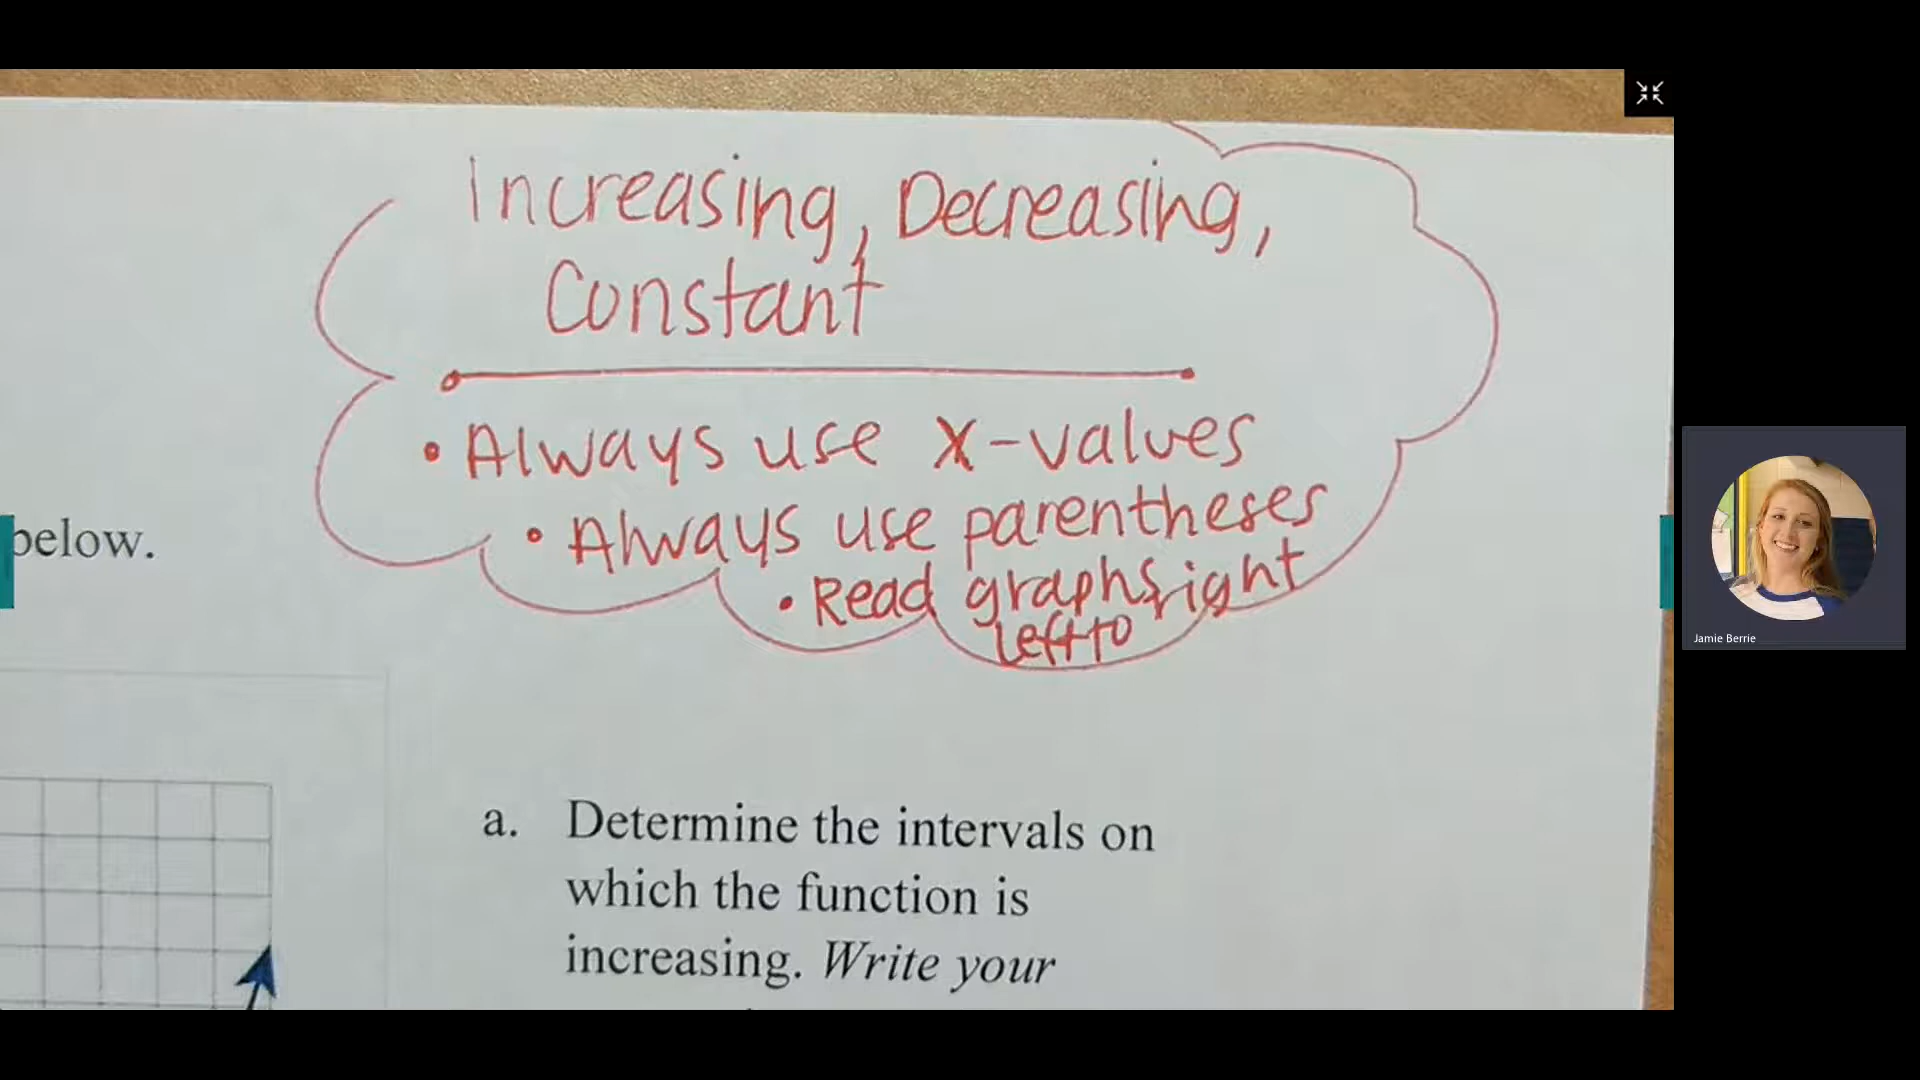 Increasing, Decreasing,
Constant
• Always use x-values
• Always use parentheses
• Read graphs right
left to
below.
a. Determine the intervals on
which the function is
increasing. Write your
Jamie Berrie